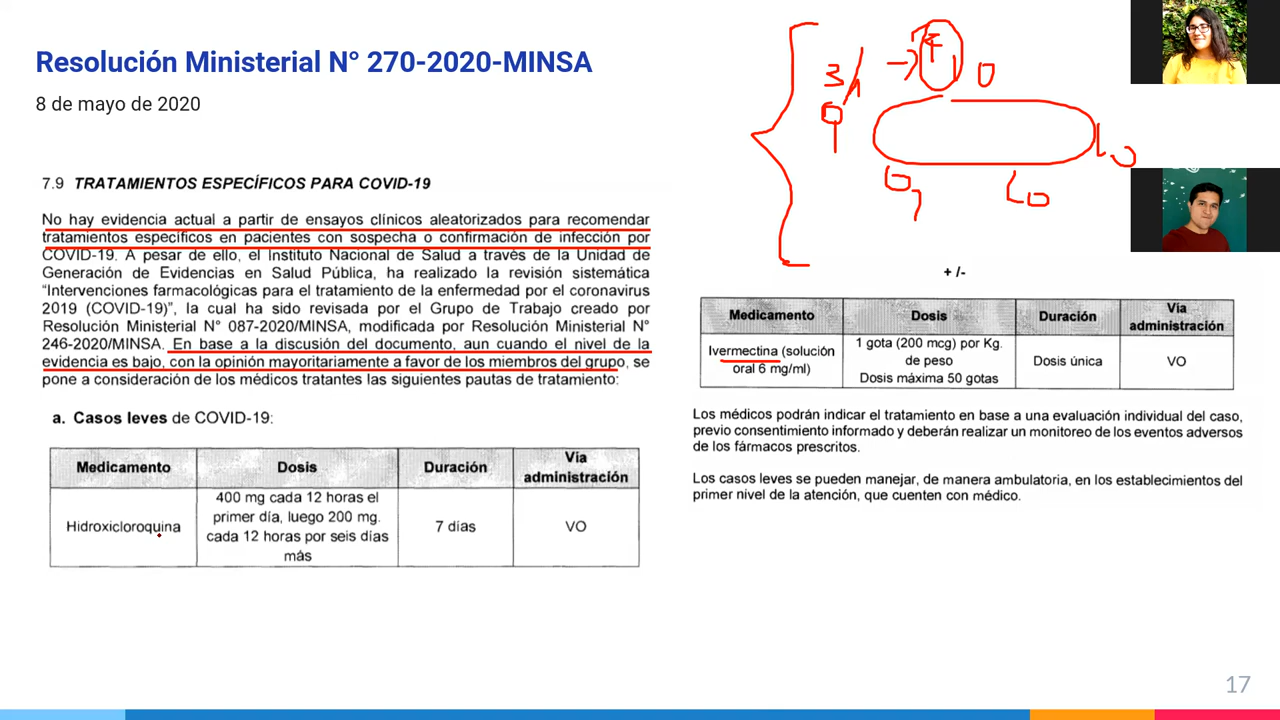 Resolución Ministerial N° 270-2020-MINSA
8 de mayo de 2020
7.9 TRATAMIENTOS ESPECÍFICOS PARA COVID-19
No hay evidencia actual a partir de ensayos clínicos aleatorizados para recomendar
tratamientos específicos en pacientes con sospecha o confirmación de infección por
COVID-19. A pesar de ello, el Instituto Nacional de Salud a través de la Unidad de
Generación de Evidencias en Salud Pública, ha realizado la revisión sistemática
“Intervenciones farmacológicas para el tratamiento de la enfermedad por el coronavirus
2019 (COVID-19)”, la cual ha sido revisada por el Grupo de Trabajo creado por
Resolución Ministerial N° 087-2020/MINSA, modificada por Resolución Ministerial N°
246-2020/MINSA. En base a la discusión del documento, aun cuando el nivel de la
evidencia es bajo, con la opinión mayoritariamente a favor de los miembros del grupo, se
pone a consideración de los médicos tratantes las siguientes pautas de tratamiento:
a. Casos leves de COVID-19:
Medicamento
Dosis
Duración
Vía
administración
Hidroxicloroquina
400 mg cada 12 horas el
primer día, luego 200 mg.
cada 12 horas por seis días
más
7 días
VO
+ /-
Medicamento
Dosis
Duración
Vía
administración
Ivermectina (solución
oral 6 mg/ml)
1 gota (200 mcg) por Kg.
de peso
Dosis máxima 50 gotas
Dosis única
VO
Los médicos podrán indicar el tratamiento en base a una evaluación individual del caso,
previo consentimiento informado y deberán realizar un monitoreo de los eventos adversos
de los fármacos prescritos.
Los casos leves se pueden manejar, de manera ambulatoria, en los establecimientos del
primer nivel de la atención, que cuenten con médico.
17